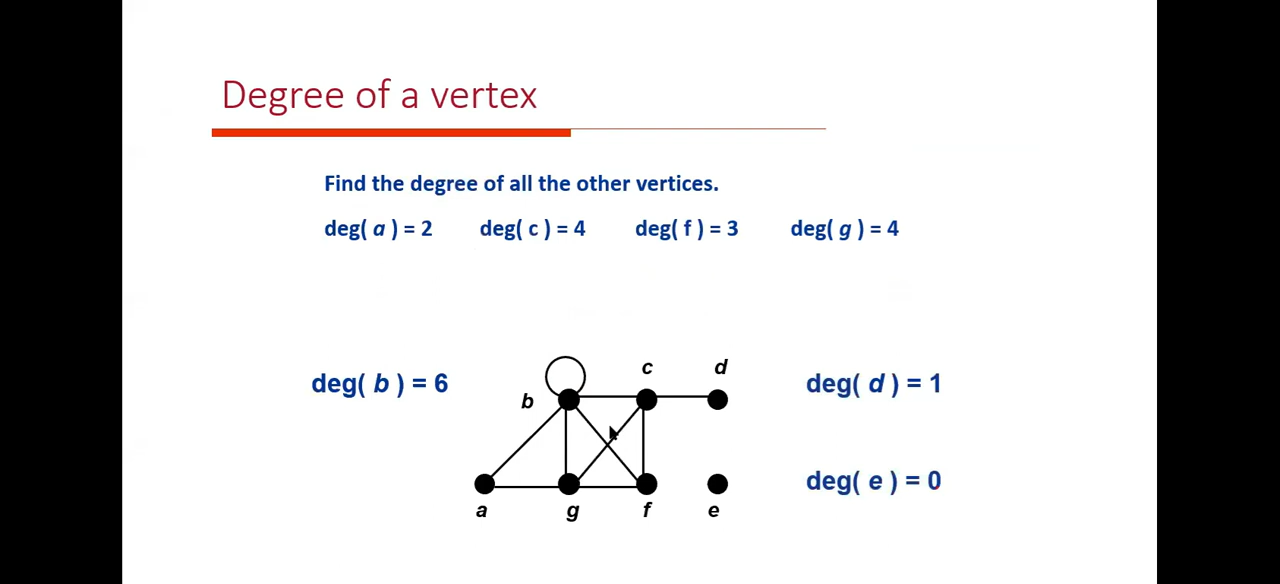 Degree of a vertex
Find the degree of all the other vertices.
deg( a ) = 2 deg( c ) = 4 deg( f ) = 3 deg( g ) = 4
deg( b ) = 6
c d
b
deg( d ) = 1
deg( e ) = 0
a g f e